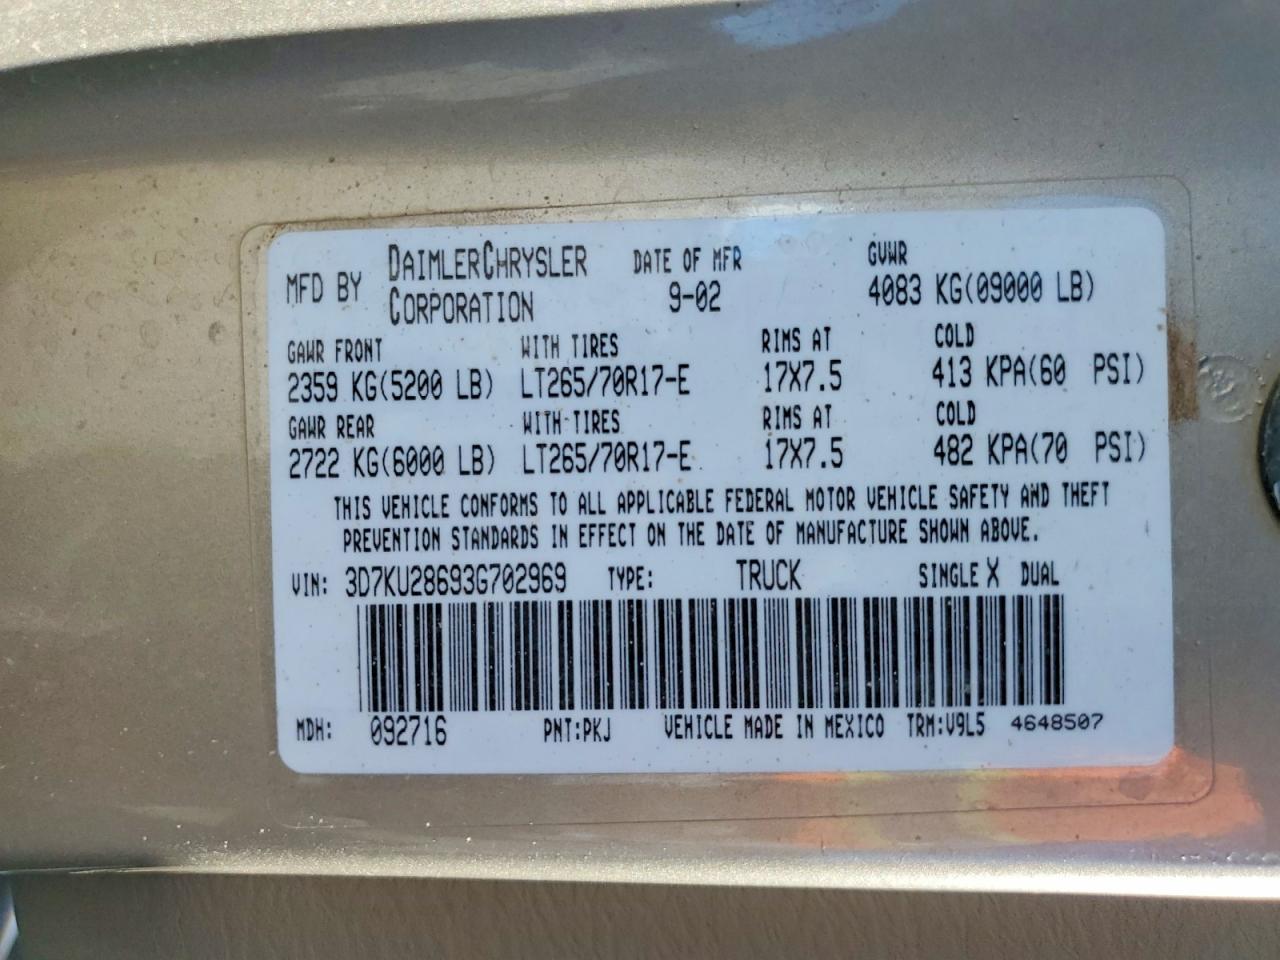 MFD BY DAIMLERCHRYSLER CORPORATION DATE OF MFR 9-02 GVWR 4083 KG(09000 LB)
GAWR FRONT WITH TIRES RIMS AT COLD
2359 KG(5200 LB) LT265/70R17-E 17X7.5 413 KPA(60 PSI)
GAWR REAR WITH TIRES RIMS AT COLD
2722 KG(6000 LB) LT265/70R17-E 17X7.5 482 KPA(70 PSI)
THIS VEHICLE CONFORMS TO ALL APPLICABLE FEDERAL MOTOR VEHICLE SAFETY AND THEFT
PREVENTION STANDARDS IN EFFECT ON THE DATE OF MANUFACTURE SHOWN ABOVE.
VIN: 3D7KU28693G702969 TYPE: TRUCK SINGLE X DUAL
MDH: 092716 PNT:PKJ VEHICLE MADE IN MEXICO TRM:V9L5 4648507